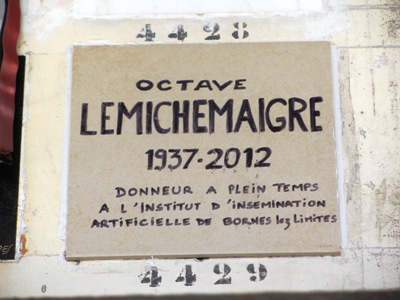 4428
OCTAVE
LEMICHEMAIGRE
1937-2012
DONNEUR A PLEIN TEMPS
A L'INSTITUT D'INSEMINATION
ARTIFICIELLE DE BORNES les LIMITES
4429